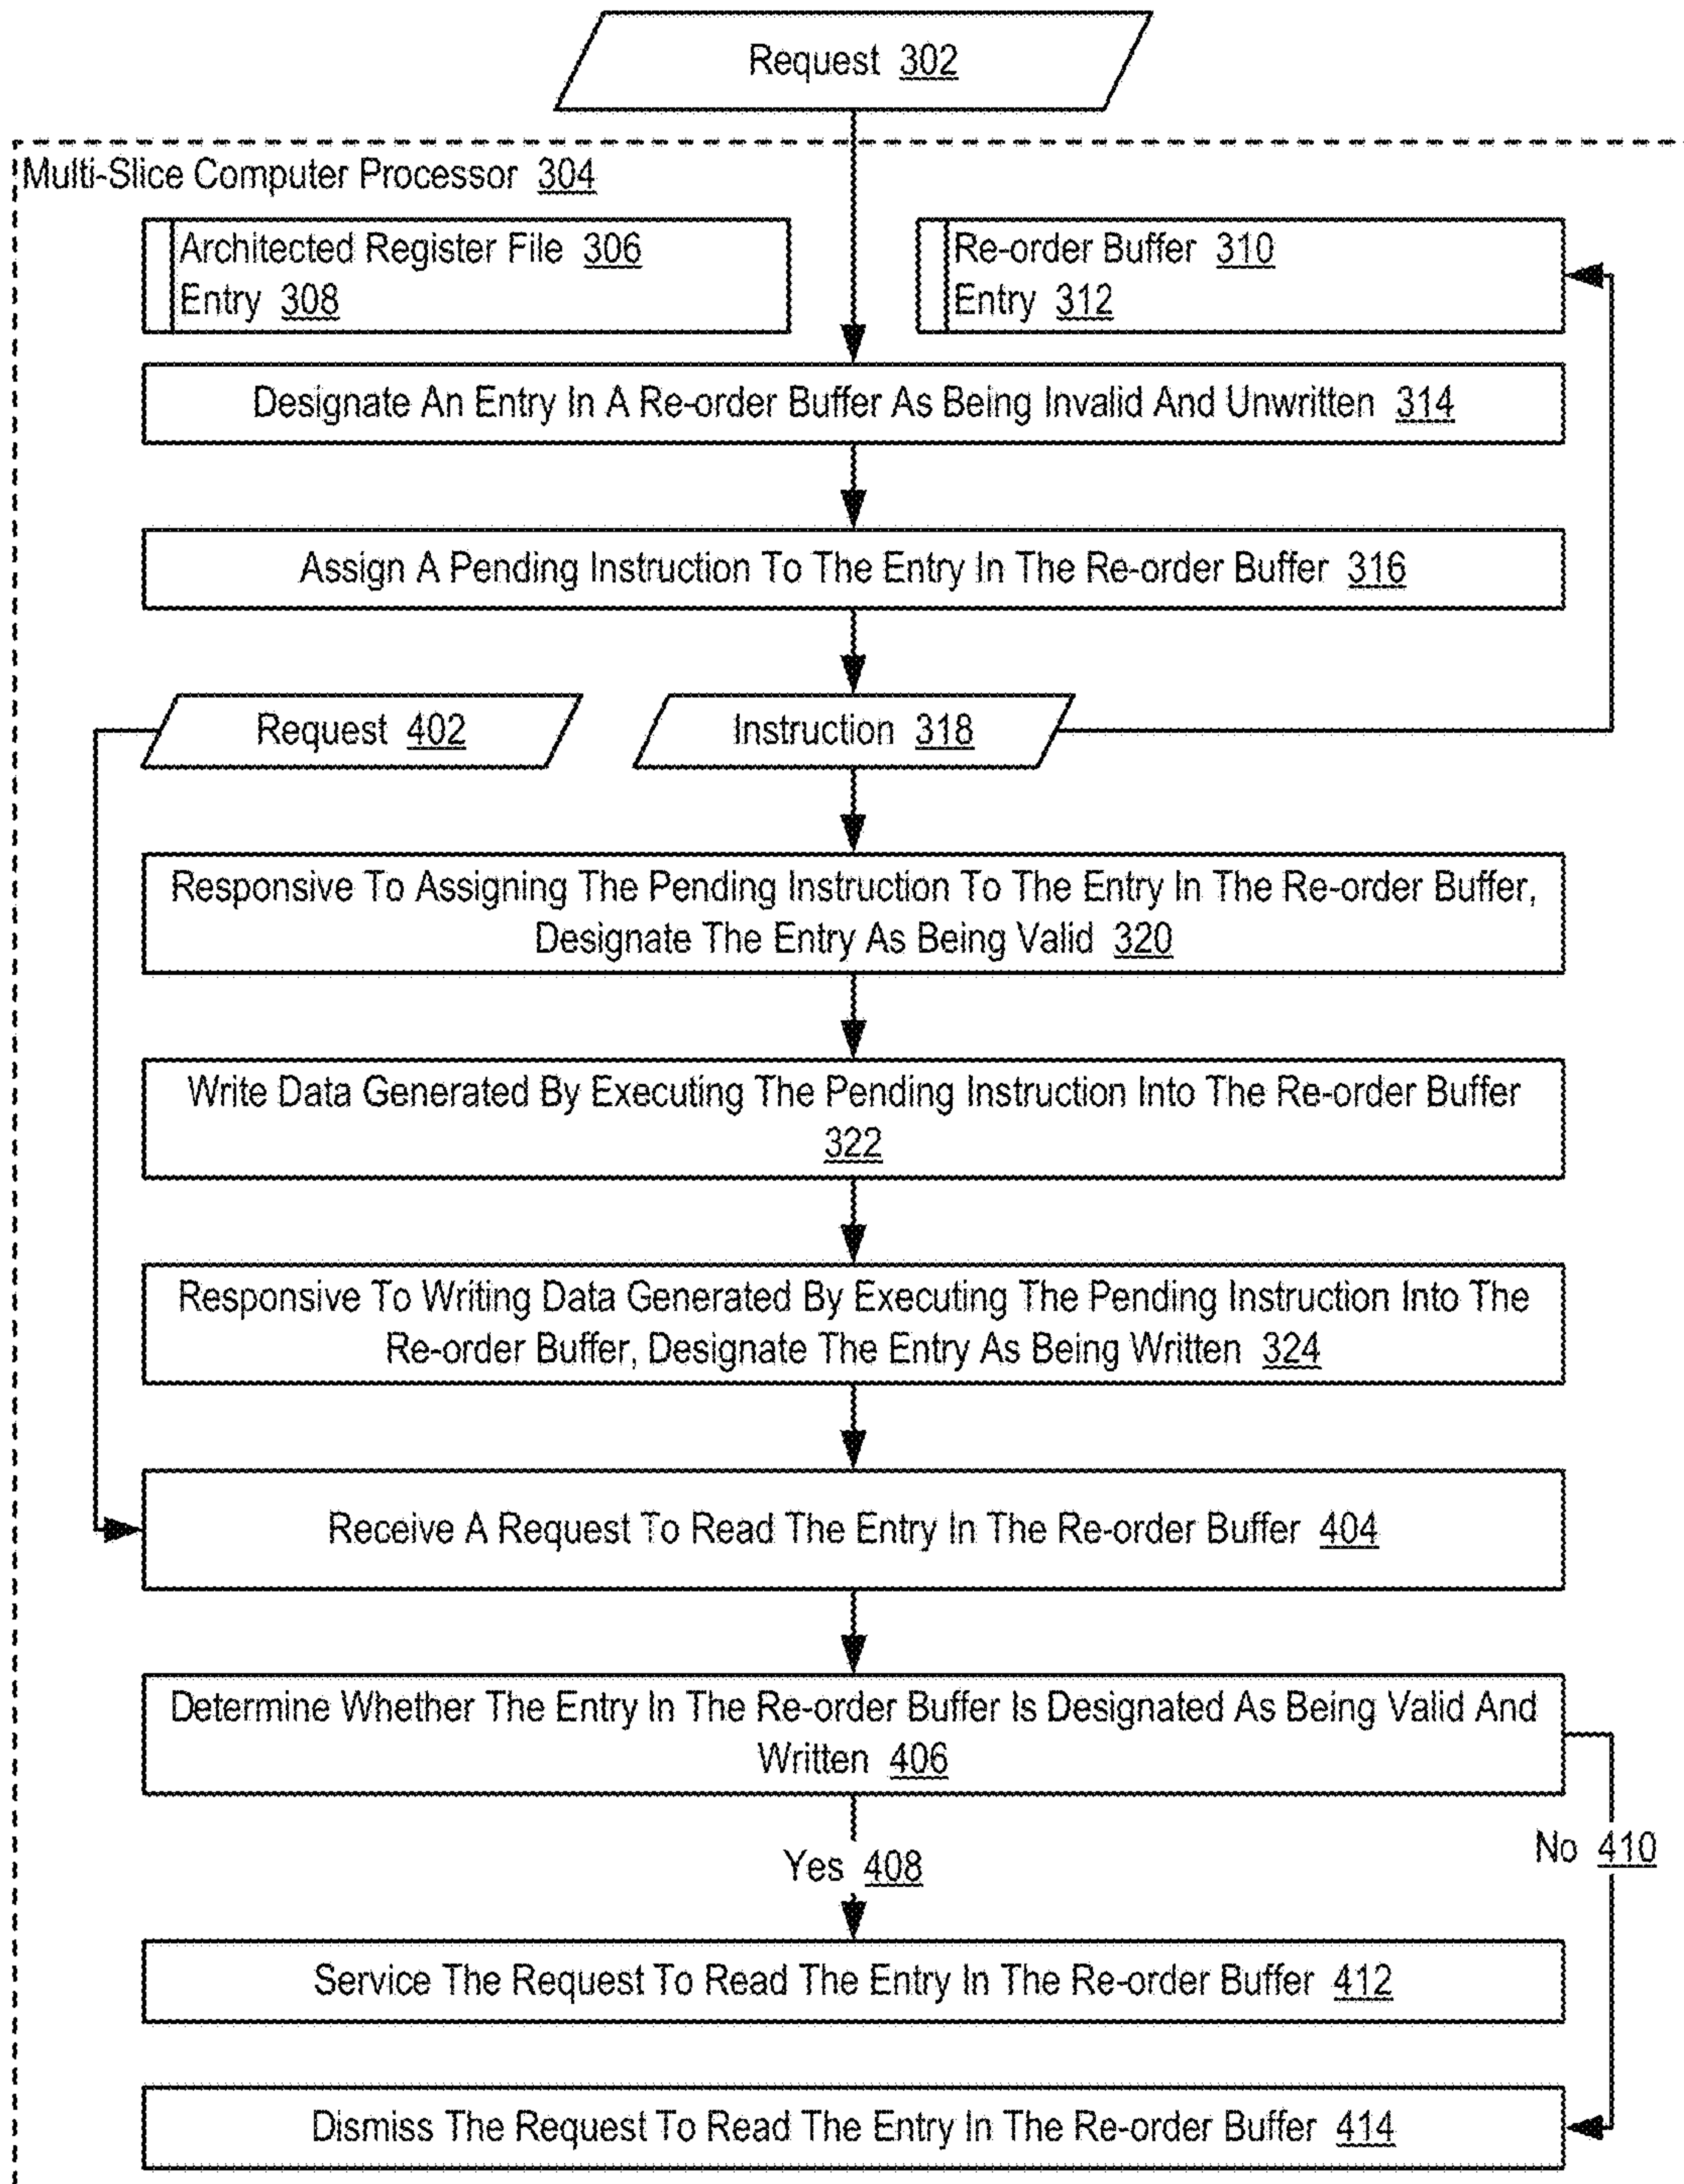 Request 302
Multi-Slice Computer Processor 304
Architected Register File 306
Entry 308
Re-order Buffer 310
Entry 312
Designate An Entry In A Re-order Buffer As Being Invalid And Unwritten 314
Assign A Pending Instruction To The Entry In The Re-order Buffer 316
Request 402
Instruction 318
Responsive To Assigning The Pending Instruction To The Entry In The Re-order Buffer,
Designate The Entry As Being Valid 320
Write Data Generated By Executing The Pending Instruction Into The Re-order Buffer
322
Responsive To Writing Data Generated By Executing The Pending Instruction Into The
Re-order Buffer, Designate The Entry As Being Written 324
Receive A Request To Read The Entry In The Re-order Buffer 404
Determine Whether The Entry In The Re-order Buffer Is Designated As Being Valid And
Written 406
Yes 408
No 410
Service The Request To Read The Entry In The Re-order Buffer 412
Dismiss The Request To Read The Entry In The Re-order Buffer 414